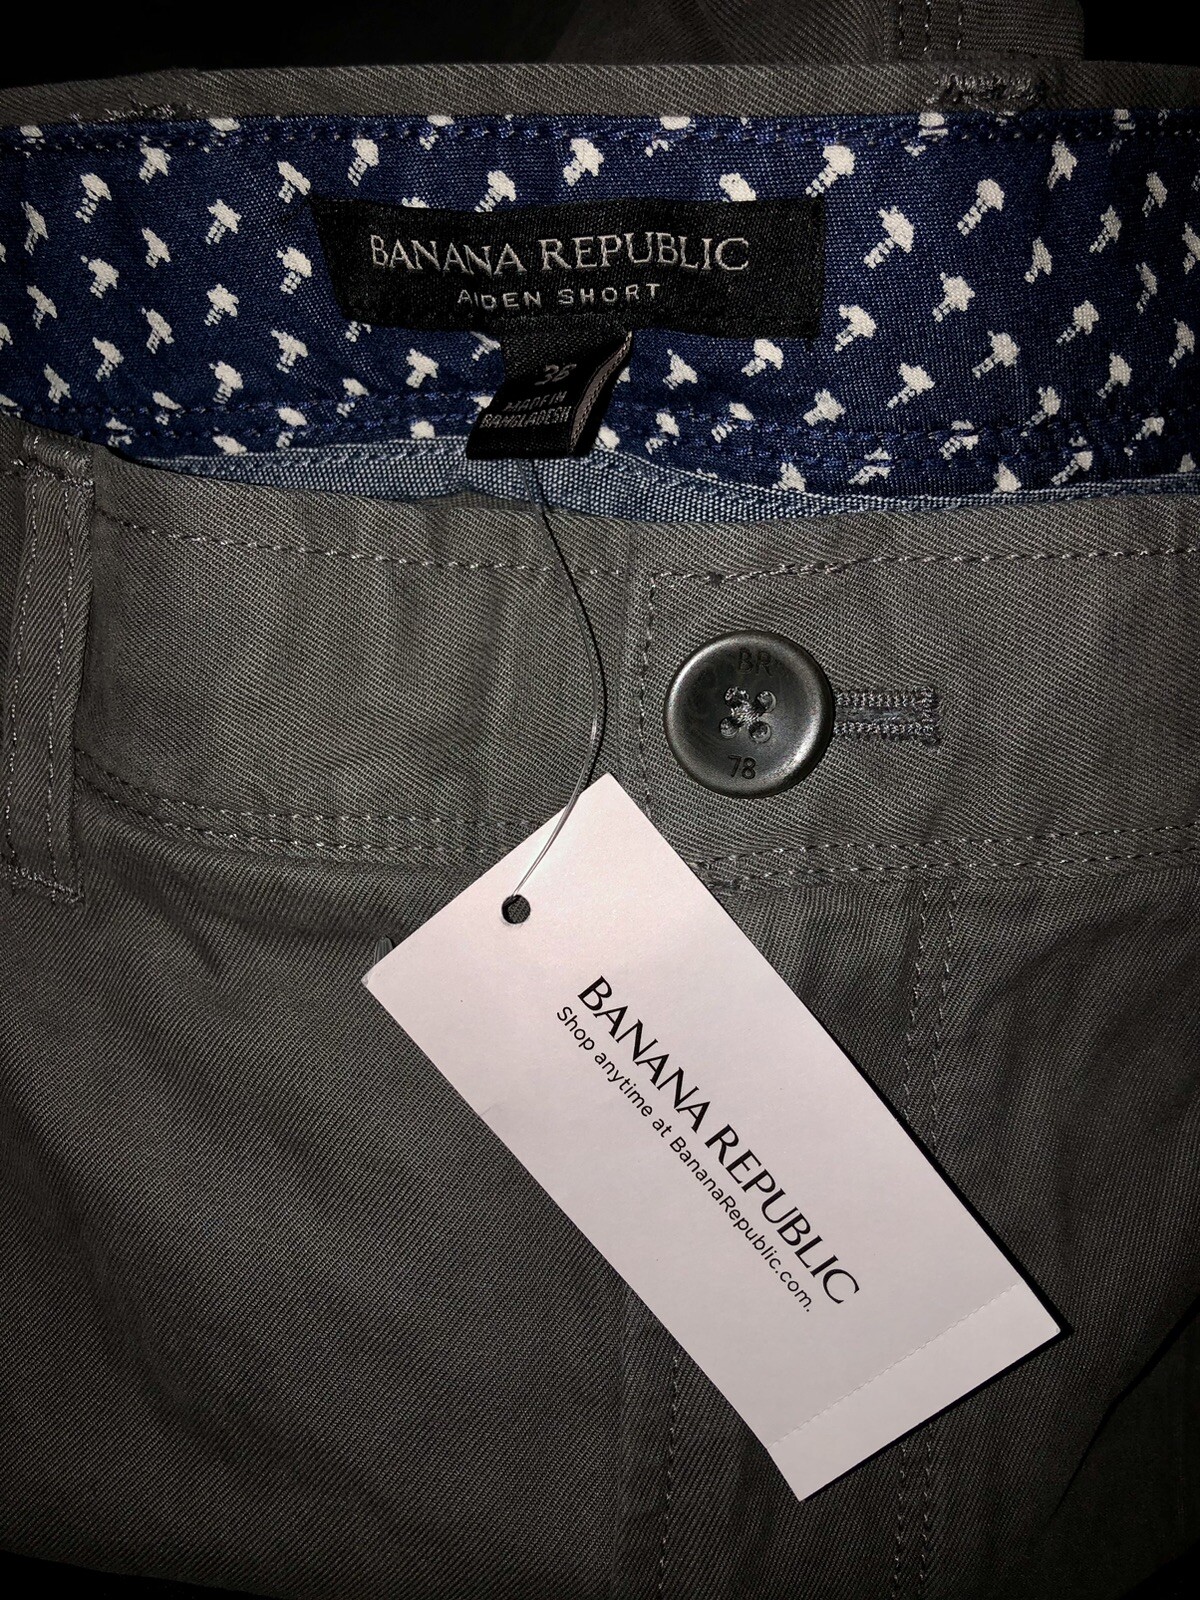 BANANA REPUBLIC
AIDEN SHORT
36
MADE IN
BANGLADESH
BR
78
BANANA REPUBLIC
Shop anytime at BananaRepublic.com.